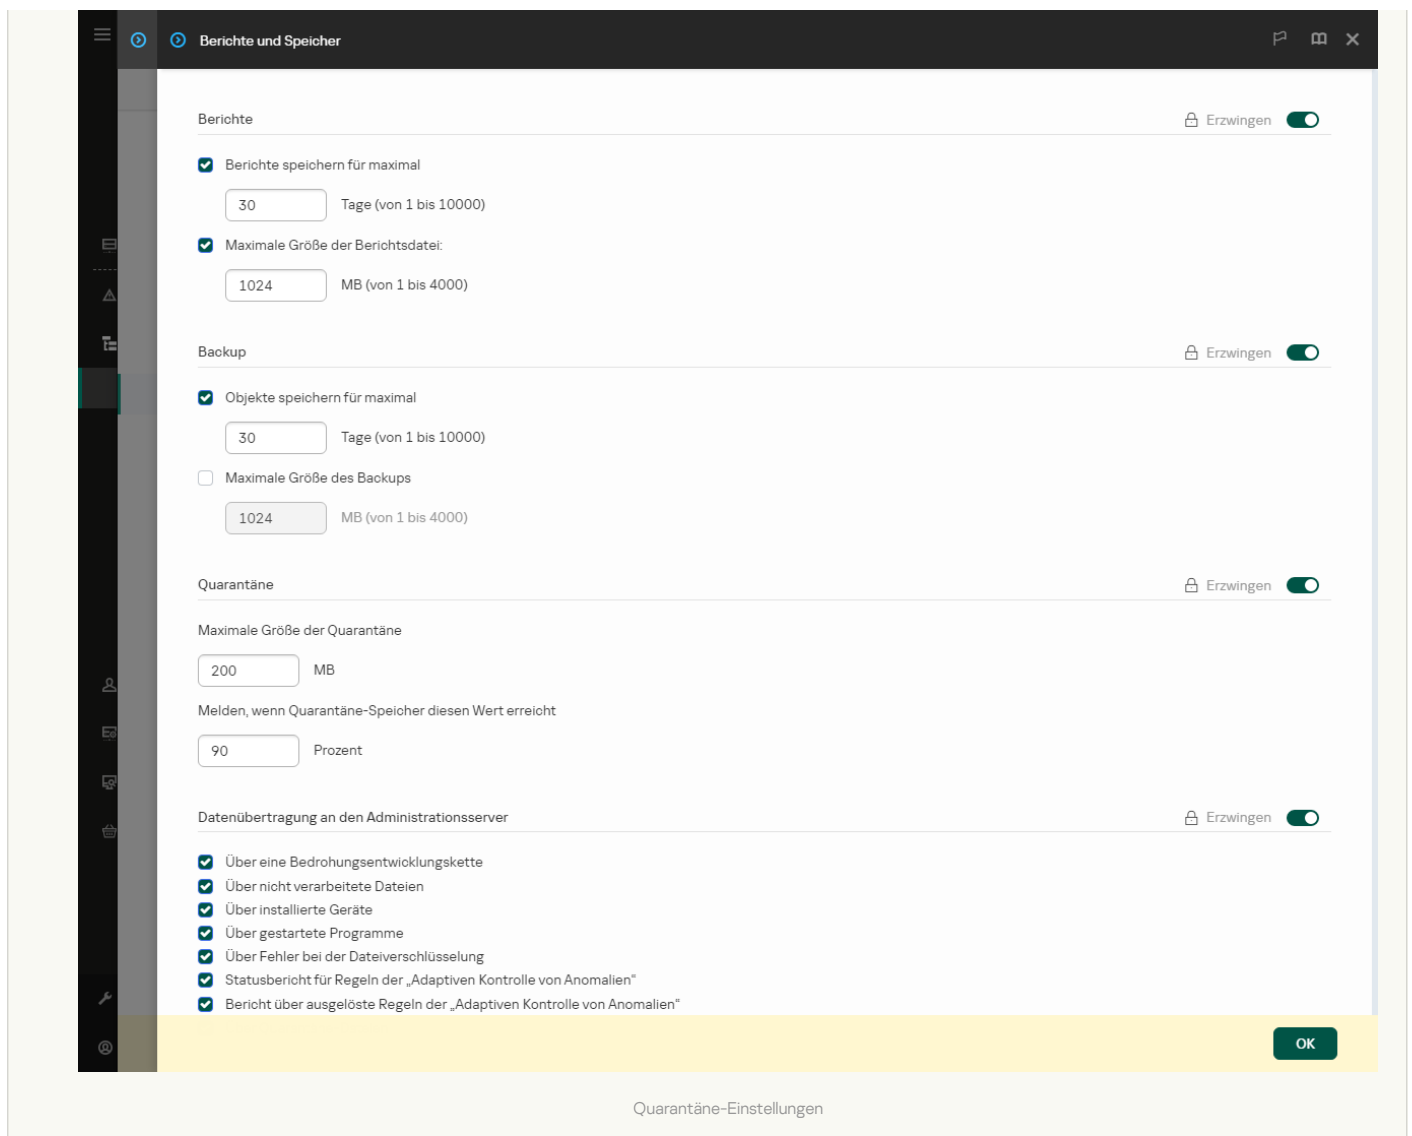 Berichte und Speicher
Berichte
Erzwingen
Berichte speichern für maximal
30 Tage (von 1 bis 10000)
Maximale Größe der Berichtsdatei:
1024 MB (von 1 bis 4000)
Backup
Erzwingen
Objekte speichern für maximal
30 Tage (von 1 bis 10000)
Maximale Größe des Backups
1024 MB (von 1 bis 4000)
Quarantäne
Erzwingen
Maximale Größe der Quarantäne
200 MB
Melden, wenn Quarantäne-Speicher diesen Wert erreicht
90 Prozent
Datenübertragung an den Administrationsserver
Erzwingen
Über eine Bedrohungsentwicklungskette
Über nicht verarbeitete Dateien
Über installierte Geräte
Über gestartete Programme
Über Fehler bei der Dateiverschlüsselung
Statusbericht für Regeln der „Adaptiven Kontrolle von Anomalien“
Bericht über ausgelöste Regeln der „Adaptiven Kontrolle von Anomalien“
OK
Quarantäne-Einstellungen